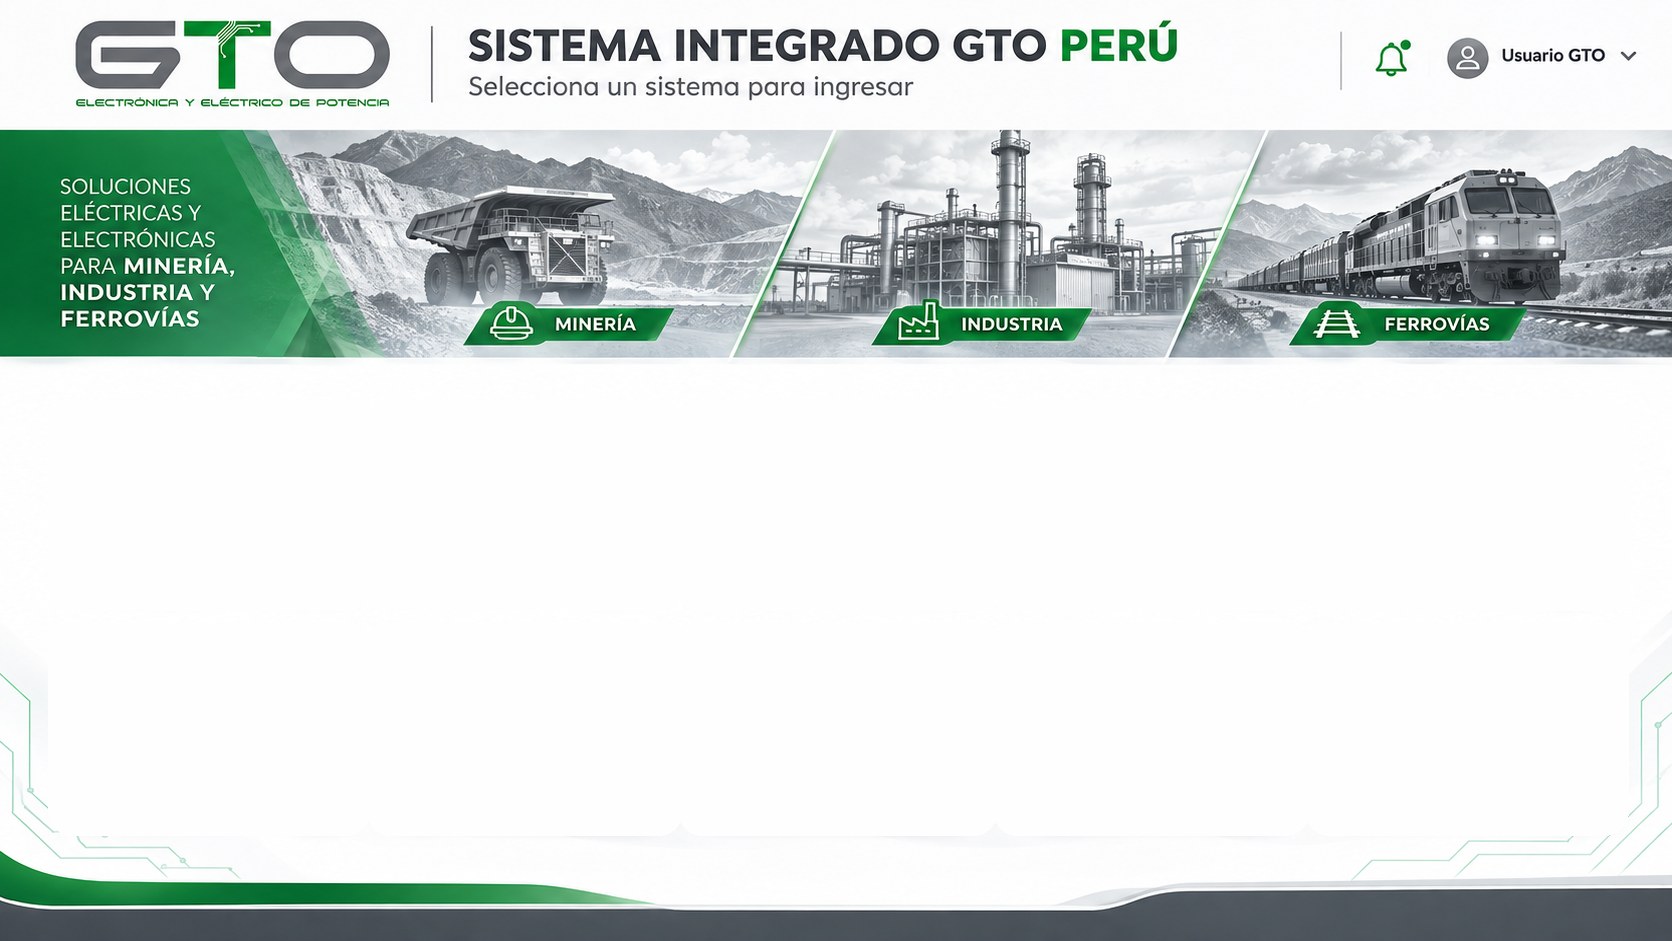 GTO
ELECTRÓNICA Y ELÉCTRICO DE POTENCIA
SISTEMA INTEGRADO GTO PERÚ
Selecciona un sistema para ingresar
Usuario GTO
SOLUCIONES
ELÉCTRICAS Y
ELECTRÓNICAS
PARA MINERÍA,
INDUSTRIA Y
FERROVÍAS
MINERÍA
INDUSTRIA
FERROVÍAS